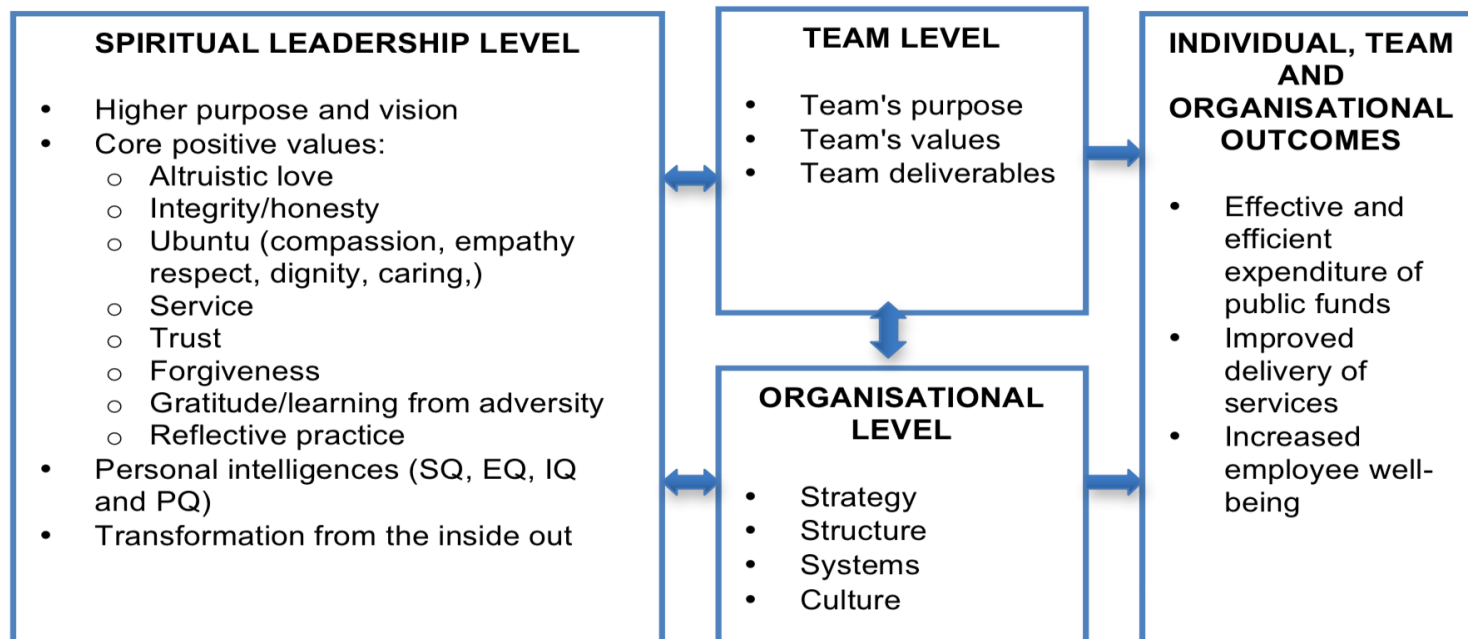 SPIRITUAL LEADERSHIP LEVEL
• Higher purpose and vision
• Core positive values:
o Altruistic love
o Integrity/honesty
o Ubuntu (compassion, empathy
respect, dignity, caring,)
o Service
o Trust
o Forgiveness
o Gratitude/learning from adversity
o Reflective practice
• Personal intelligences (SQ, EQ, IQ
and PQ)
• Transformation from the inside out
TEAM LEVEL
• Team's purpose
• Team's values
• Team deliverables
ORGANISATIONAL
LEVEL
• Strategy
• Structure
• Systems
• Culture
INDIVIDUAL, TEAM
AND
ORGANISATIONAL
OUTCOMES
• Effective and
efficient
expenditure of
public funds
• Improved
delivery of
services
• Increased
employee well-
being